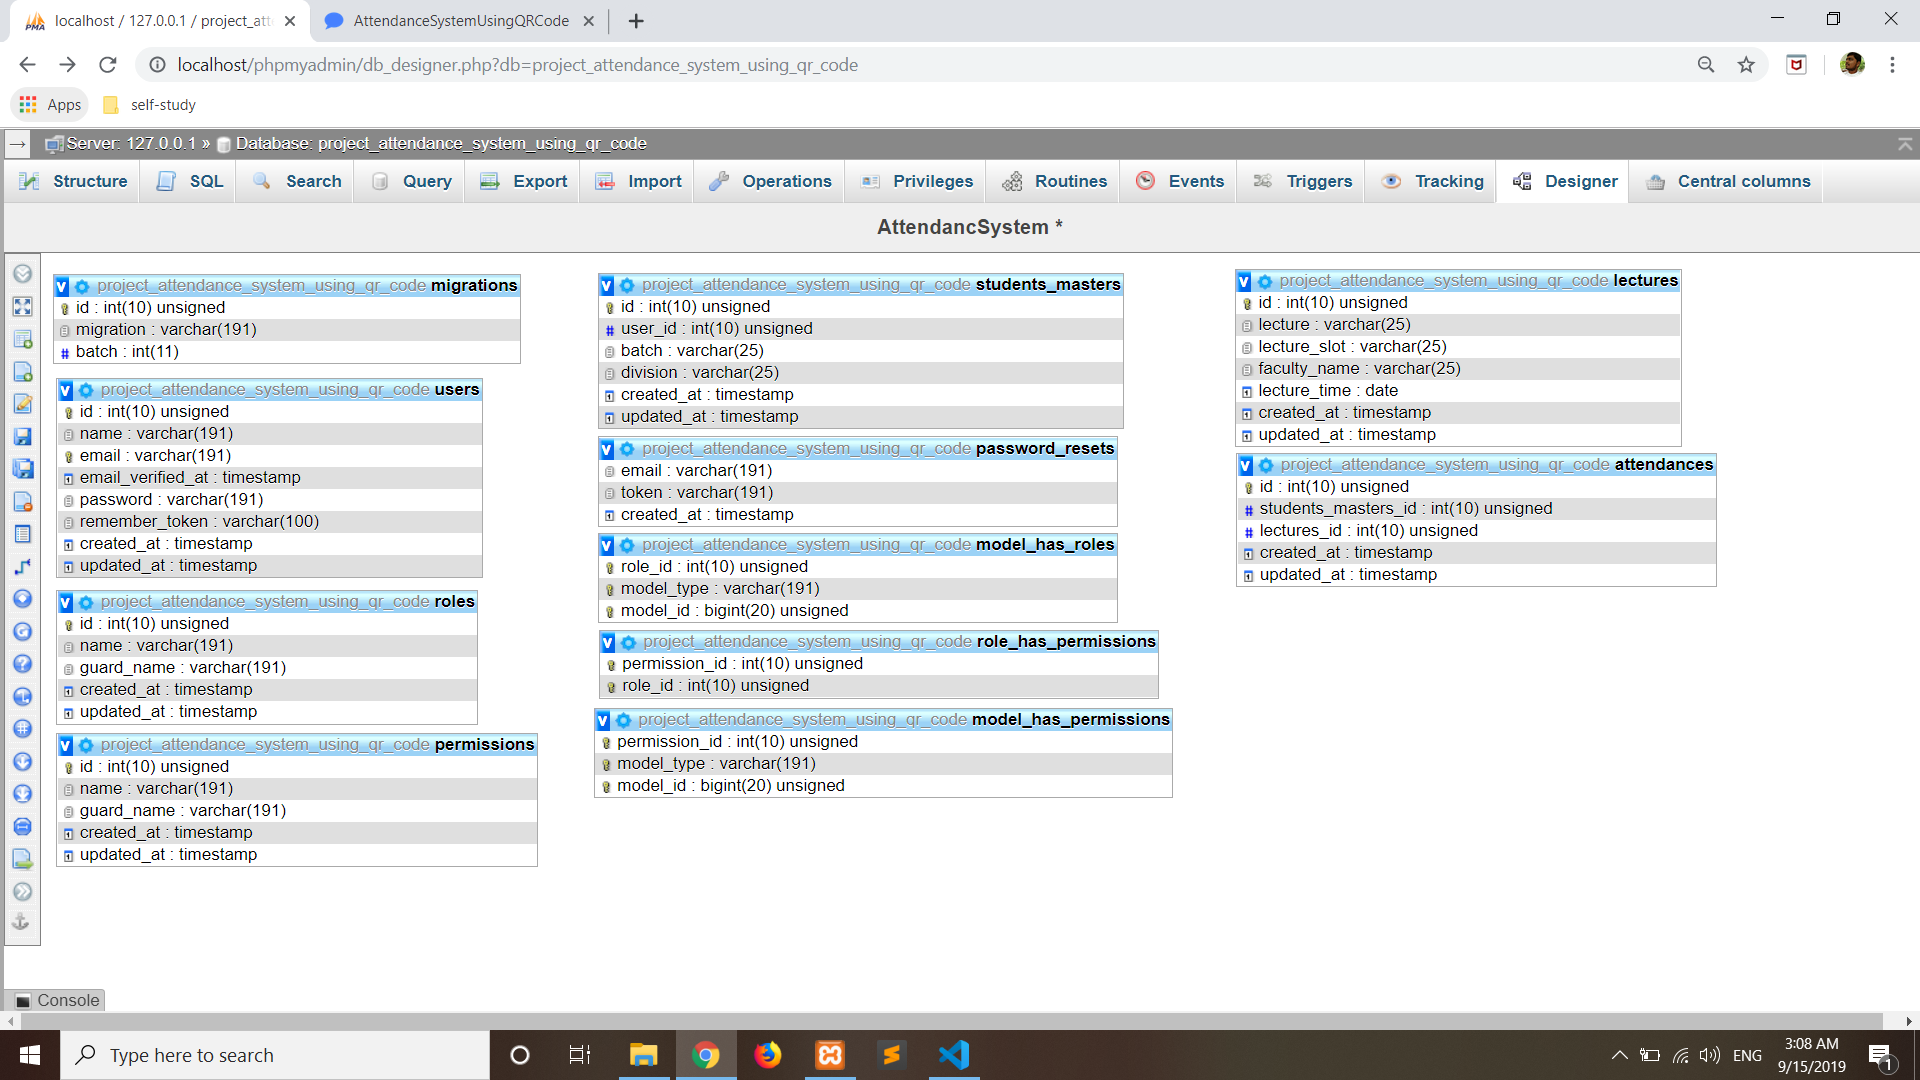 localhost / 127.0.0.1 / project_att
AttendanceSystemUsingQRCode
localhost/phpmyadmin/db_designer.php?db=project_attendance_system_using_qr_code
Apps
self-study
Server: 127.0.0.1 » Database: project_attendance_system_using_qr_code
Structure
SQL
Search
Query
Export
Import
Operations
Privileges
Routines
Events
Triggers
Tracking
Designer
Central columns
AttendancSystem *
v project_attendance_system_using_qr_code migrations
id : int(10) unsigned
migration : varchar(191)
batch : int(11)
v project_attendance_system_using_qr_code users
id : int(10) unsigned
name : varchar(191)
email : varchar(191)
email_verified_at : timestamp
password : varchar(191)
remember_token : varchar(100)
created_at : timestamp
updated_at : timestamp
v project_attendance_system_using_qr_code roles
id : int(10) unsigned
name : varchar(191)
guard_name : varchar(191)
created_at : timestamp
updated_at : timestamp
v project_attendance_system_using_qr_code permissions
id : int(10) unsigned
name : varchar(191)
guard_name : varchar(191)
created_at : timestamp
updated_at : timestamp
v project_attendance_system_using_qr_code students_masters
id : int(10) unsigned
user_id : int(10) unsigned
batch : varchar(25)
division : varchar(25)
created_at : timestamp
updated_at : timestamp
v project_attendance_system_using_qr_code password_resets
email : varchar(191)
token : varchar(191)
created_at : timestamp
v project_attendance_system_using_qr_code model_has_roles
role_id : int(10) unsigned
model_type : varchar(191)
model_id : bigint(20) unsigned
v project_attendance_system_using_qr_code role_has_permissions
permission_id : int(10) unsigned
role_id : int(10) unsigned
v project_attendance_system_using_qr_code model_has_permissions
permission_id : int(10) unsigned
model_type : varchar(191)
model_id : bigint(20) unsigned
v project_attendance_system_using_qr_code lectures
id : int(10) unsigned
lecture : varchar(25)
lecture_slot : varchar(25)
faculty_name : varchar(25)
lecture_time : date
created_at : timestamp
updated_at : timestamp
v project_attendance_system_using_qr_code attendances
id : int(10) unsigned
students_masters_id : int(10) unsigned
lectures_id : int(10) unsigned
created_at : timestamp
updated_at : timestamp
Console
Type here to search
ENG
3:08 AM
9/15/2019
1